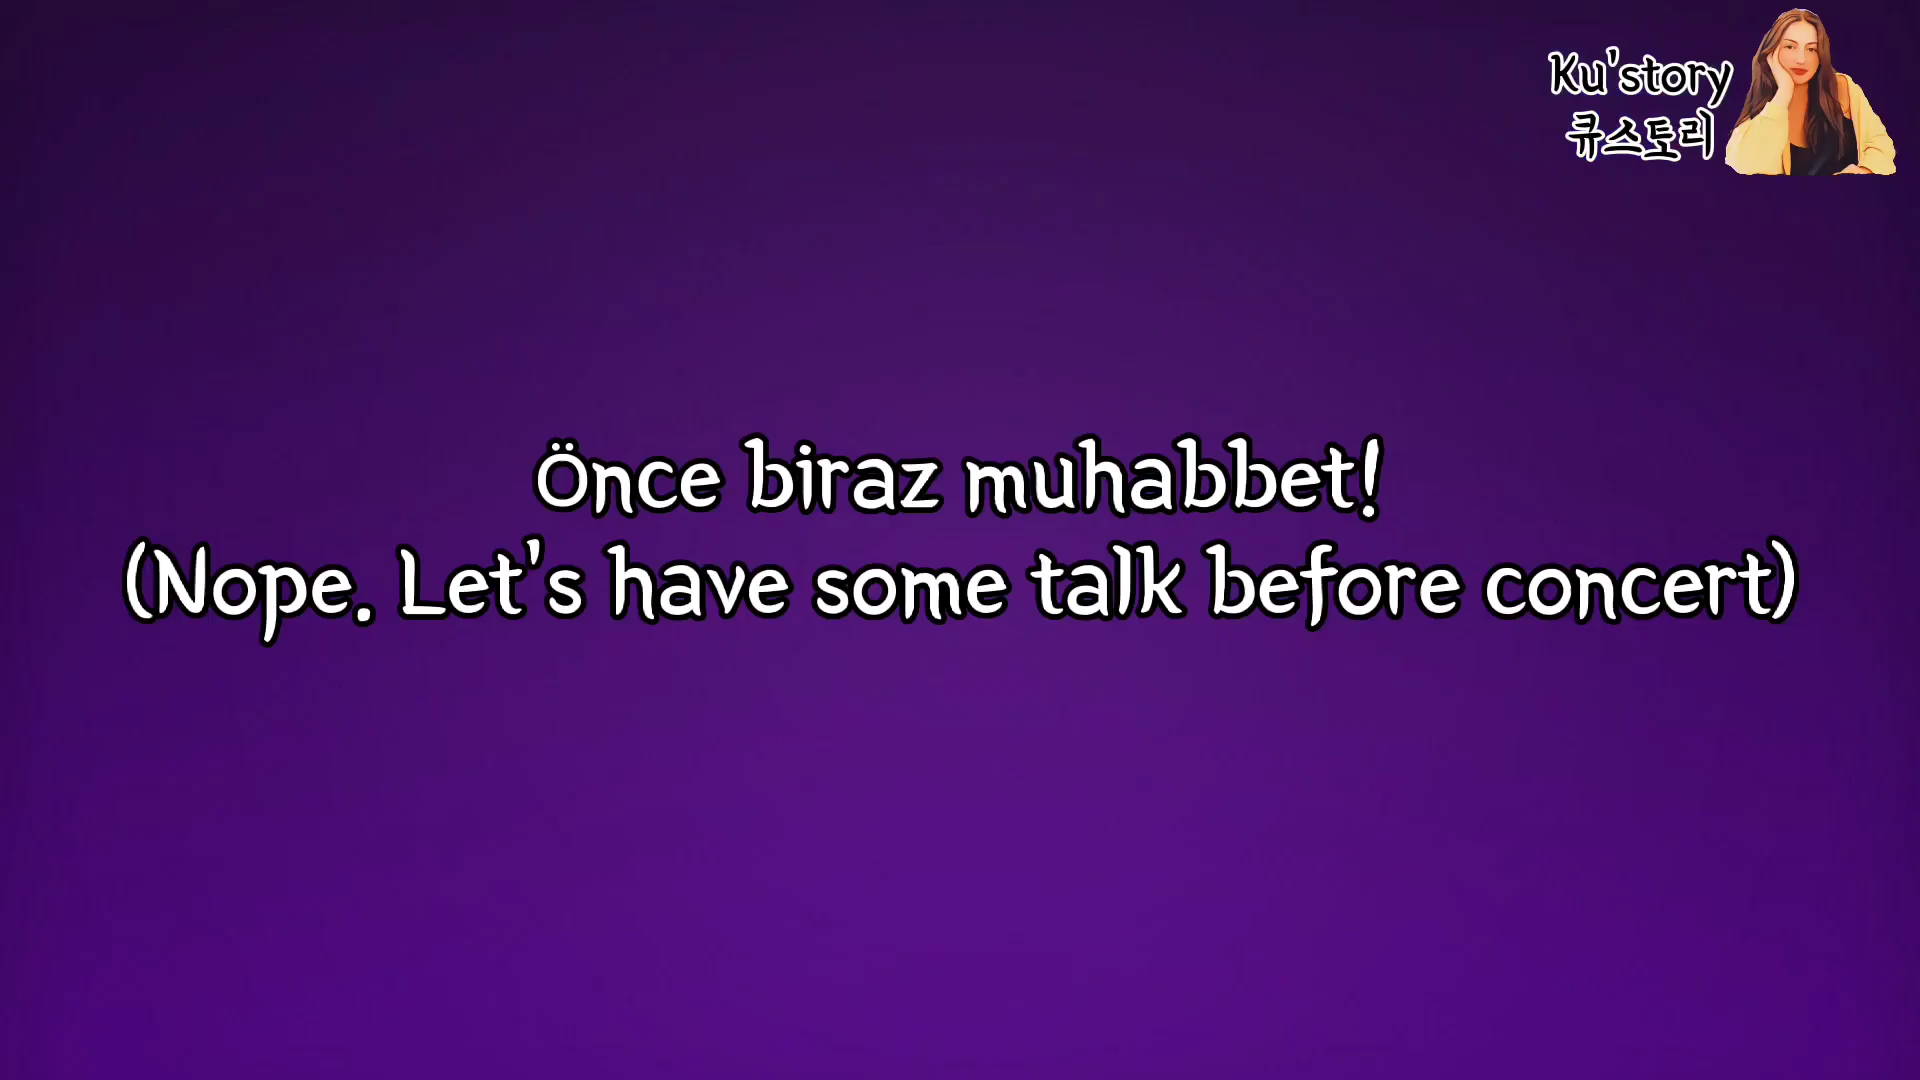 Ku'story
큐스토리
Önce biraz muhabbet!
(Nope. Let's have some talk before concert)